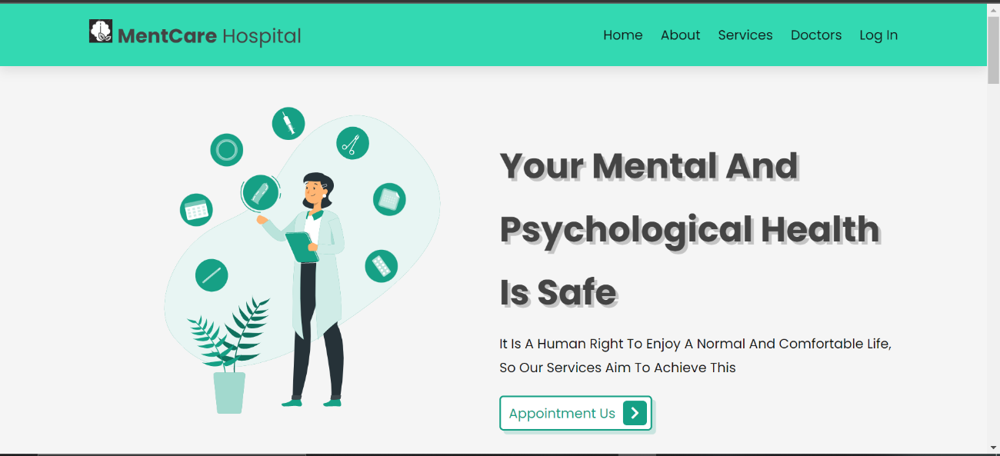 MentCare Hospital
Home About Services Doctors Log In
Your Mental And
Psychological Health
Is Safe
It Is A Human Right To Enjoy A Normal And Comfortable Life,
So Our Services Aim To Achieve This
Appointment Us